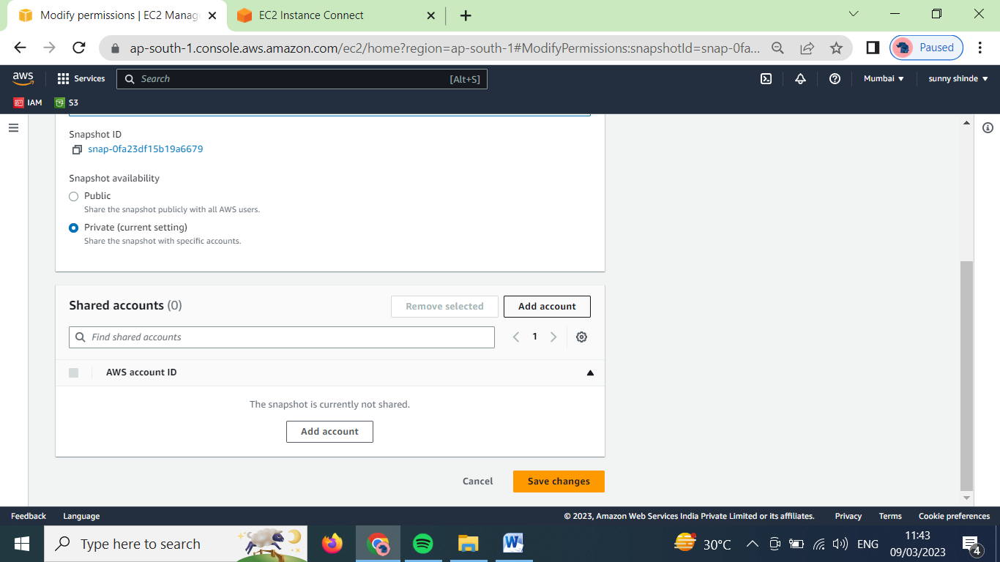 Modify permissions | EC2 Manag
EC2 Instance Connect
ap-south-1.console.aws.amazon.com/ec2/home?region=ap-south-1#ModifyPermissions:snapshotId=snap-0fa...
Paused
aws
Services
Search
[Alt+S]
Mumbai
sunny shinde
IAM
S3
Snapshot ID
snap-0fa23df15b19a6679
Snapshot availability
Public
Share the snapshot publicly with all AWS users.
Private (current setting)
Share the snapshot with specific accounts.
Shared accounts (0)
Remove selected
Add account
Find shared accounts
1
AWS account ID
The snapshot is currently not shared.
Add account
Cancel
Save changes
Feedback
Language
© 2023, Amazon Web Services India Private Limited or its affiliates.
Privacy
Terms
Cookie preferences
Type here to search
W
30°C
ENG
11:43
09/03/2023
4